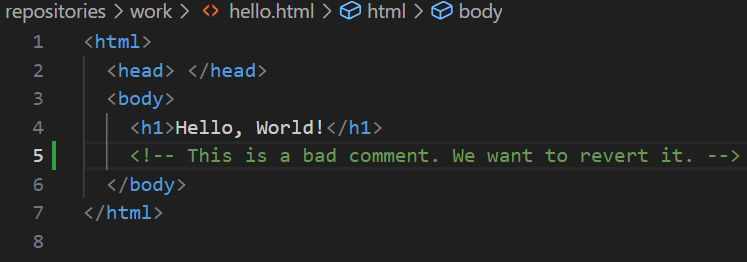 repositories > work > <> hello.html > html > body
1 <html>
2 <head> </head>
3 <body>
4 <h1>Hello, World!</h1>
5 <!-- This is a bad comment. We want to revert it. -->
6 </body>
7 </html>
8